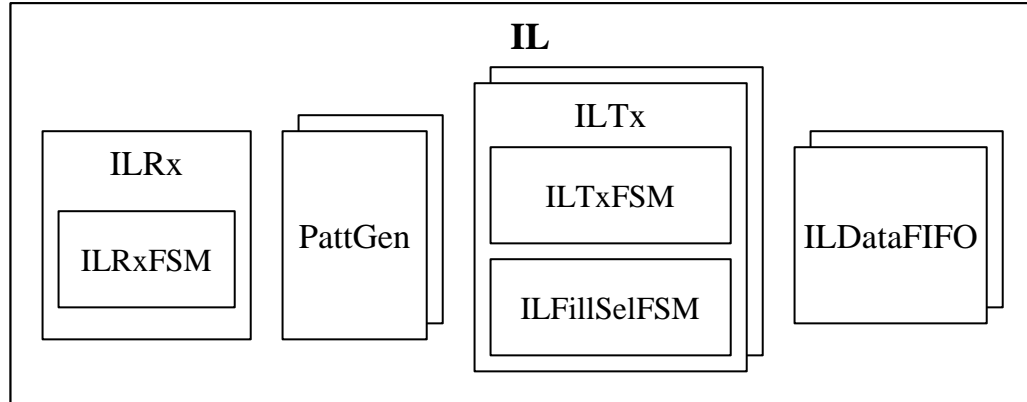 IL
ILRx
ILRxFSM
PattGen
ILTx
ILTxFSM
ILFillSelFSM
ILDataFIFO